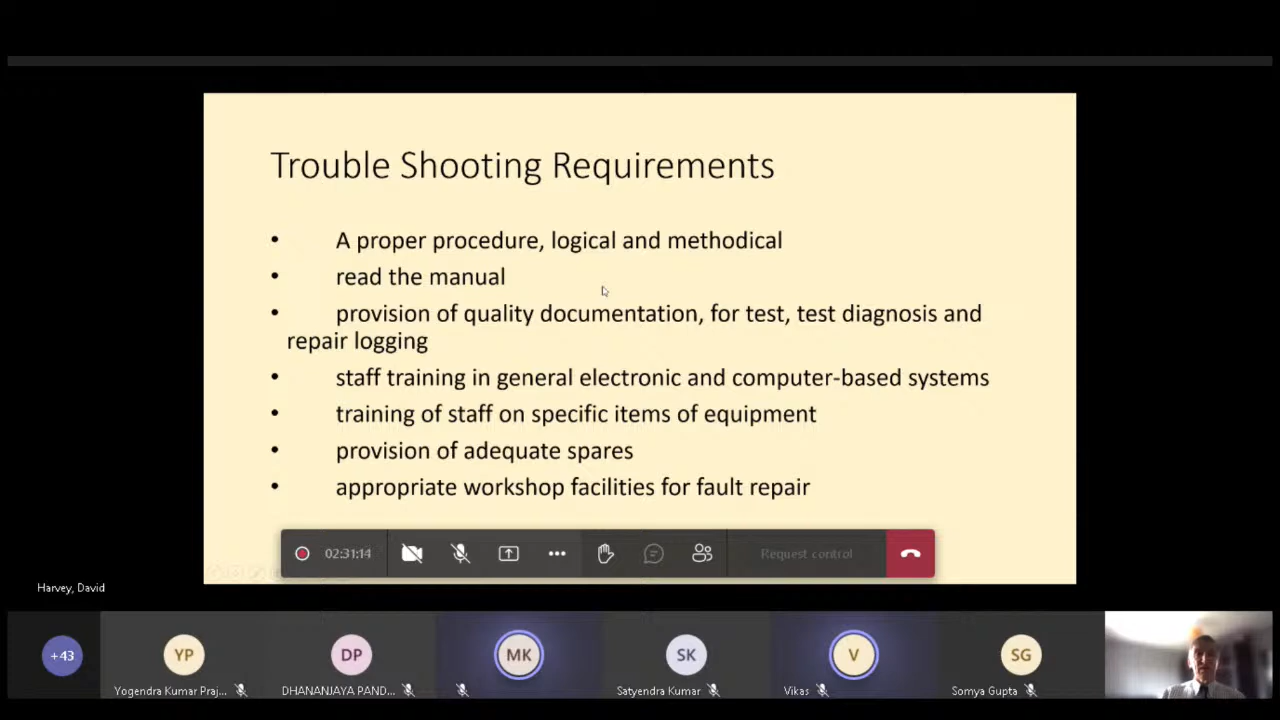 Trouble Shooting Requirements
• A proper procedure, logical and methodical
• read the manual
• provision of quality documentation, for test, test diagnosis and
repair logging
• staff training in general electronic and computer-based systems
• training of staff on specific items of equipment
• provision of adequate spares
• appropriate workshop facilities for fault repair
02:31:14
Request control
Harvey, David
+43
YP
DP
MK
SK
V
SG
Yogendra Kumar Praj...
DHANANJAYA PAND...
Satyendra Kumar
Vikas
Somya Gupta